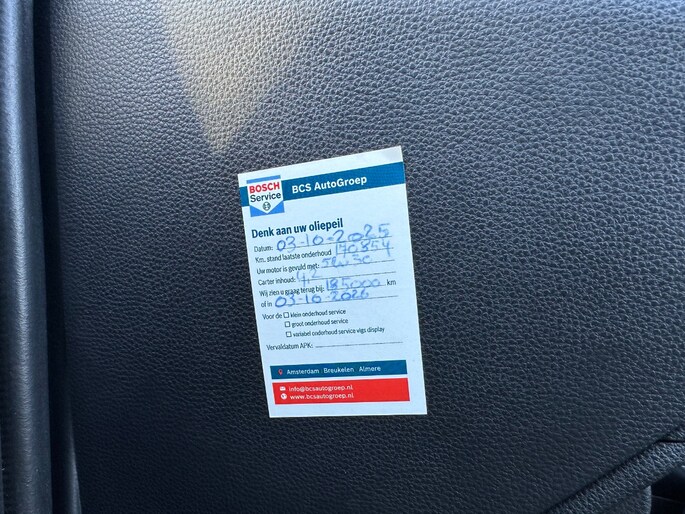 BOSCH
Service
BCS AutoGroep
Denk aan uw oliepeil
Datum: 03-10-2025
Km. stand laatste onderhoud 170854
Uw motor is gevuld met: 5w30
Carter inhoud: 4,2
Wij zien u graag terug bij: 185000 km
of in 03-10-2026
Voor de ☐ klein onderhoud service
☐ groot onderhoud service
☐ variabel onderhoud service vlgs display
Vervaldatum APK:
Amsterdam Breukelen Almere
info@bcsautogroep.nl
www.bcsautogroep.nl